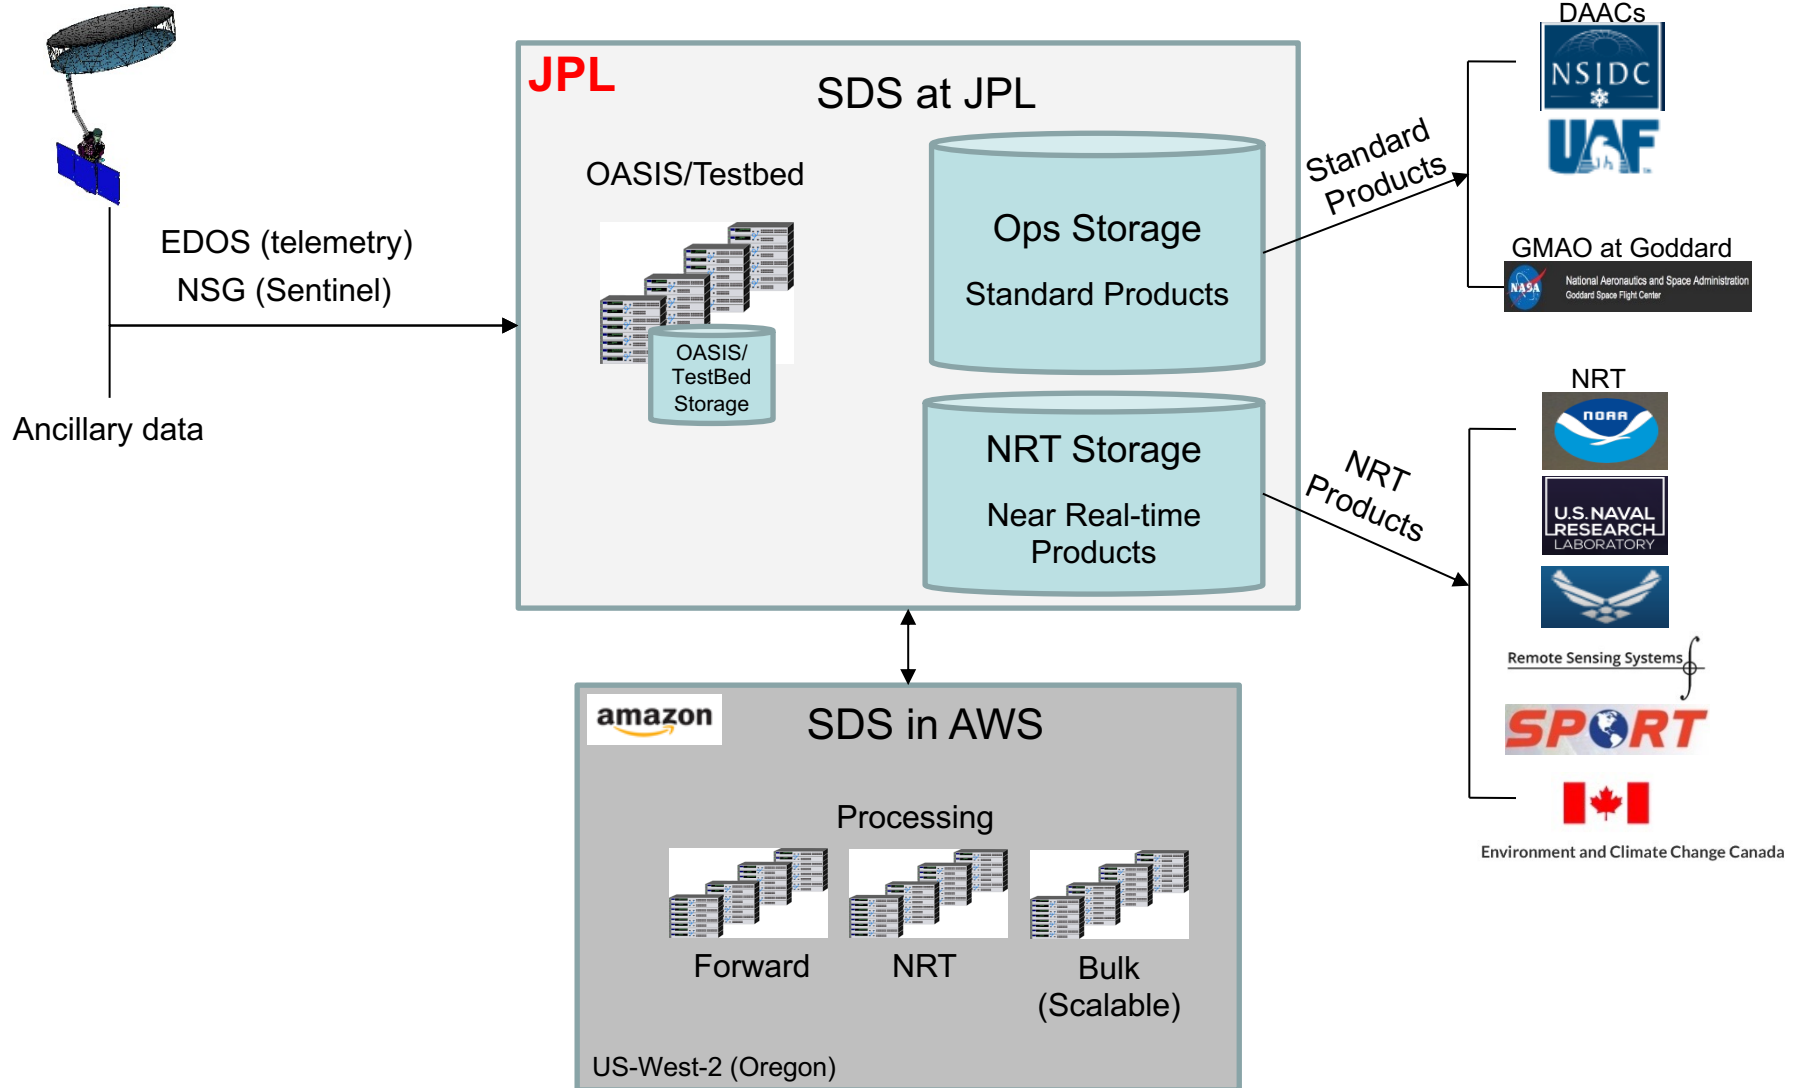 DAACs
NSIDC
UAF
GMAO at Goddard
NASA
National Aeronautics and Space Administration
Goddard Space Flight Center
JPL
SDS at JPL
OASIS/Testbed
OASIS/
TestBed
Storage
Ops Storage
Standard Products
NRT Storage
Near Real-time
Products
EDOS (telemetry)
NSG (Sentinel)
Ancillary data
Standard
Products
NRT
Products
NRT
NOAA
U.S. NAVAL
RESEARCH
LABORATORY
Remote Sensing Systems
SPORT
Environment and Climate Change Canada
amazon
SDS in AWS
Processing
Forward
NRT
Bulk
(Scalable)
US-West-2 (Oregon)